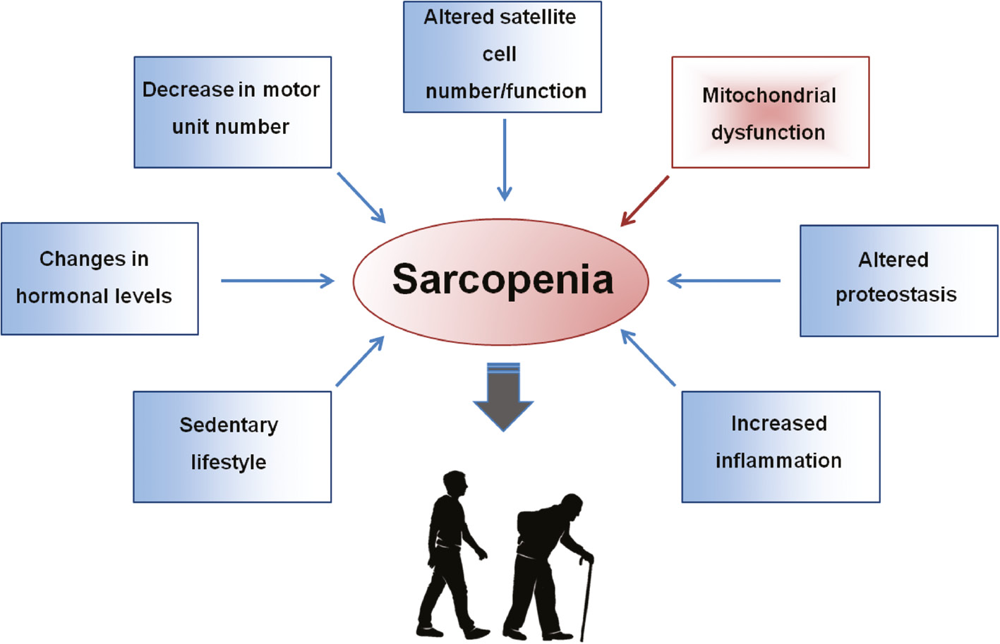 Altered satellite
cell
number/function
Decrease in motor
unit number
Mitochondrial
dysfunction
Changes in
hormonal levels
Sarcopenia
Altered
proteostasis
Sedentary
lifestyle
Increased
inflammation